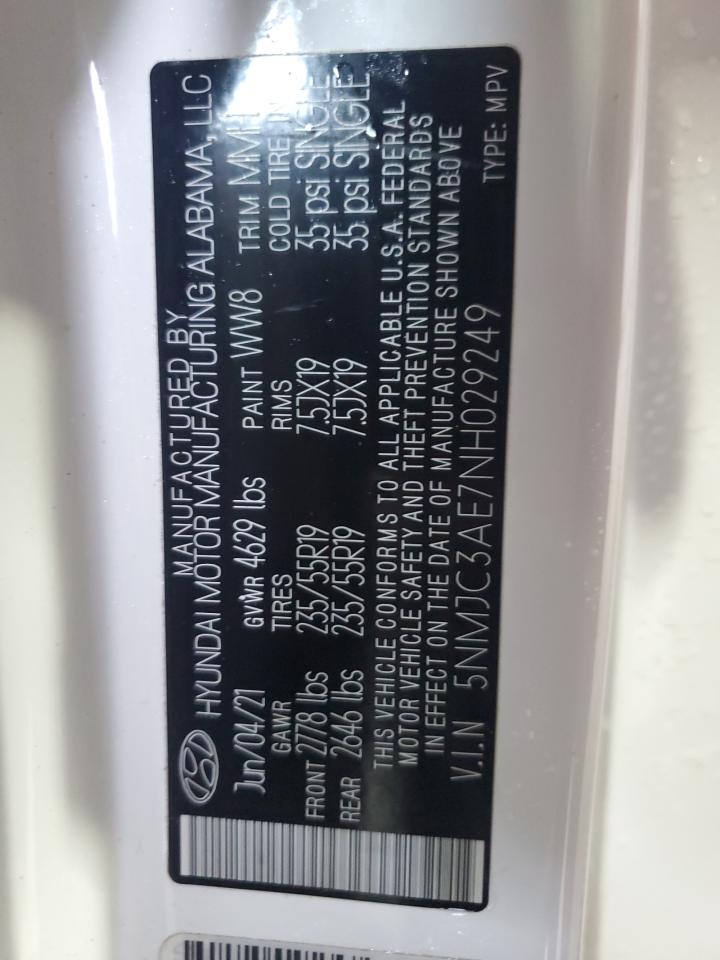 MANUFACTURED BY
HYUNDAI MOTOR MANUFACTURING ALABAMA, LLC
Jun/04/21 GVWR 4629 lbs PAINT WW8 TRIM
GAWR TIRES RIMS COLD TIRE
FRONT 2778 lbs 235/55R19 7.5JX19 35 psi SINGLE
REAR 2646 lbs 235/55R19 7.5JX19 35 psi SINGLE
THIS VEHICLE CONFORMS TO ALL APPLICABLE U.S.A. FEDERAL
MOTOR VEHICLE SAFETY AND THEFT PREVENTION STANDARDS
IN EFFECT ON THE DATE OF MANUFACTURE SHOWN ABOVE
V.I.N 5NMJC3AE7NH029249 TYPE: MPV